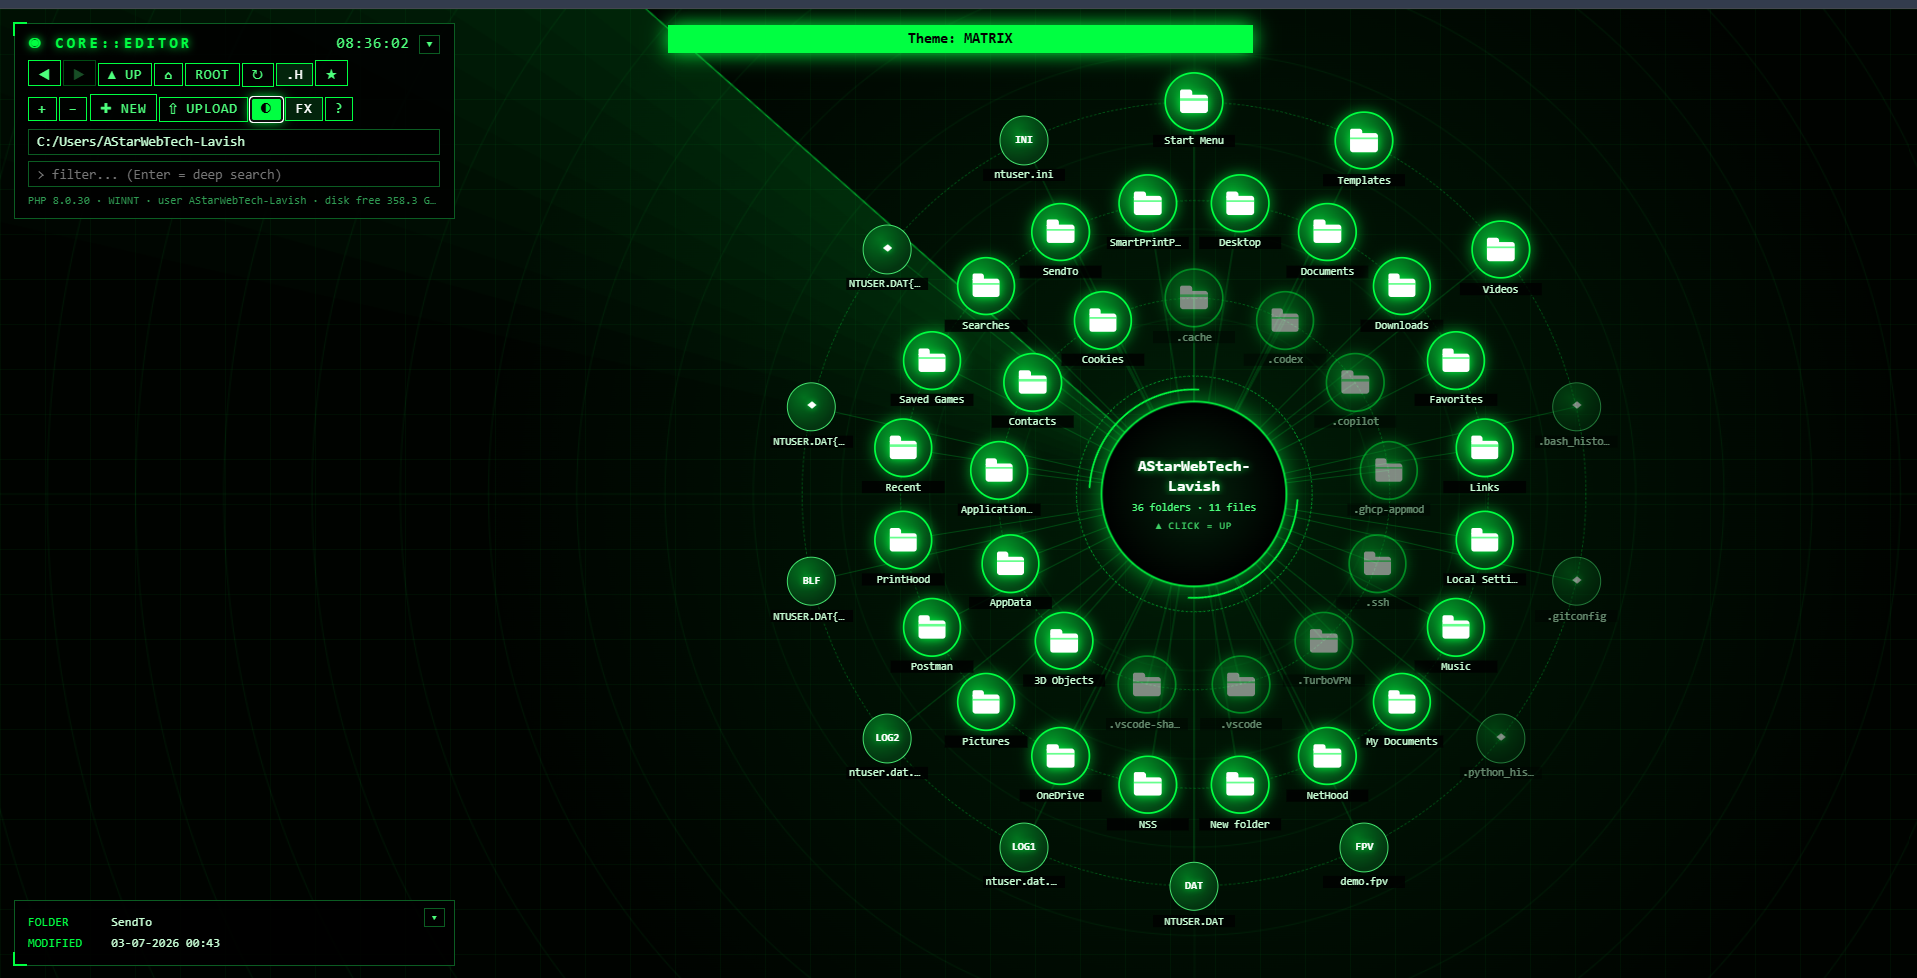 CORE::EDITOR
08:36:02
▼
◀
▶
▲ UP
⌂
ROOT
↻
.H
★
+
−
✚ NEW
⇧ UPLOAD
◐
FX
?
C:/Users/AStarWebTech-Lavish
> filter... (Enter = deep search)
PHP 8.0.30 · WINNT · user AStarWebTech-Lavish · disk free 358.3 G…
Theme: MATRIX
Start Menu
INI
ntuser.ini
Templates
SmartPrintP…
Desktop
SendTo
Documents
NTUSER.DAT{…
Videos
Searches
Downloads
.cache
Cookies
.codex
Saved Games
Favorites
Contacts
.copilot
NTUSER.DAT{…
.bash_histo…
Recent
Links
Application…
.ghcp-appmod
AStarWebTech-
Lavish
36 folders · 11 files
▲ CLICK = UP
PrintHood
Local Setti…
AppData
.ssh
BLF
NTUSER.DAT{…
.gitconfig
Postman
Music
3D Objects
.TurboVPN
.vscode-sha…
.vscode
Pictures
My Documents
LOG2
ntuser.dat.…
.python_his…
OneDrive
NetHood
NSS
New folder
LOG1
ntuser.dat.…
FPV
demo.fpv
DAT
NTUSER.DAT
FOLDER SendTo
▼
MODIFIED 03-07-2026 00:43